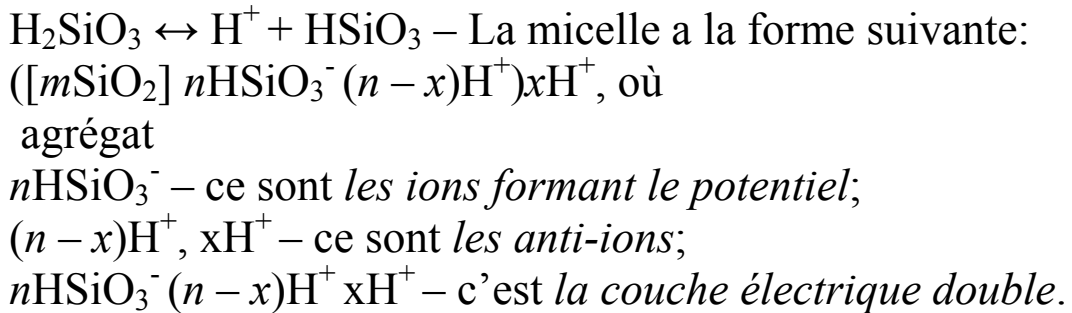 H₂SiO₃ ↔ H⁺ + HSiO₃ – La micelle a la forme suivante:
([mSiO₂] nHSiO₃⁻ (n – x)H⁺)xH⁺, où
agrégat
nHSiO₃⁻ – ce sont les ions formant le potentiel;
(n – x)H⁺, xH⁺ – ce sont les anti-ions;
nHSiO₃⁻ (n – x)H⁺ xH⁺ – c’est la couche électrique double.